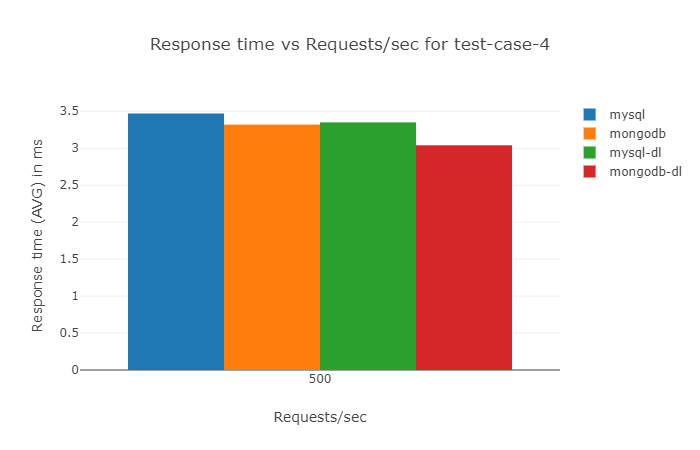 Response time vs Requests/sec for test-case-4
Response time (AVG) in ms
3.5
3
2.5
2
1.5
1
0.5
0
500
Requests/sec
mysql
mongodb
mysql-dl
mongodb-dl